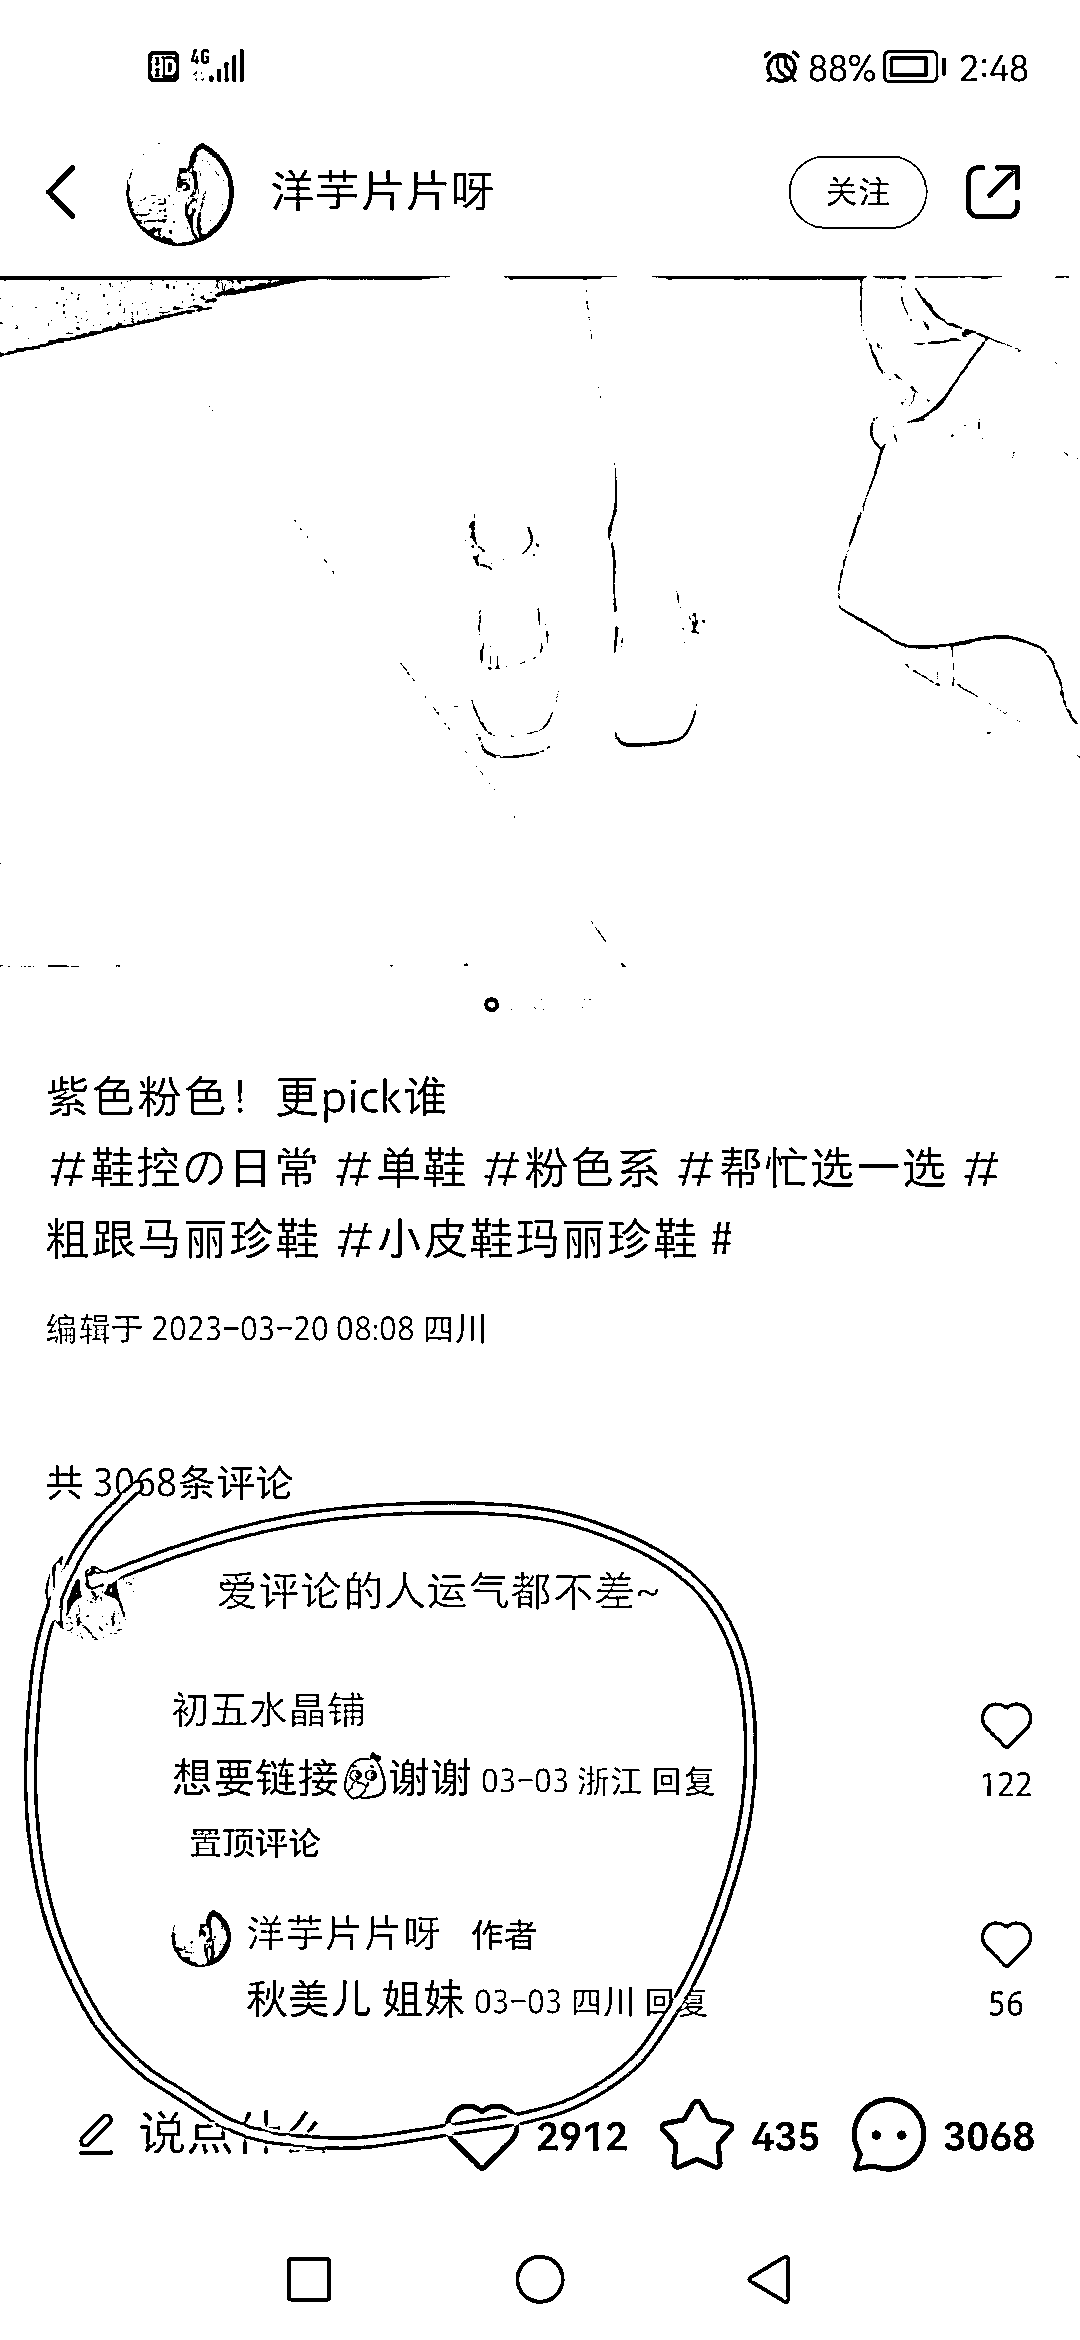 HD 4G 88% 2:48
洋芋片片呀 关注
紫色粉色！更pick谁
#鞋控の日常 #单鞋 #粉色系 #帮忙选一选 #
粗跟马丽珍鞋 #小皮鞋玛丽珍鞋 #
编辑于 2023-03-20 08:08 四川
共 3068条评论
爱评论的人运气都不差~
初五水晶铺
想要链接谢谢 03-03 浙江 回复
122
置顶评论
洋芋片片呀 作者
秋美儿 姐妹 03-03 四川 回复
56
说点什么 2912 435 3068